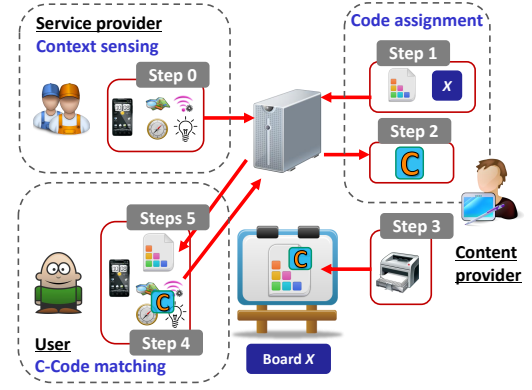 Service provider
Context sensing
Step 0
Code assignment
Step 1
X
Step 2
C
Steps 5
C
Step 4
User
C-Code matching
C
Board X
Step 3
Content
provider